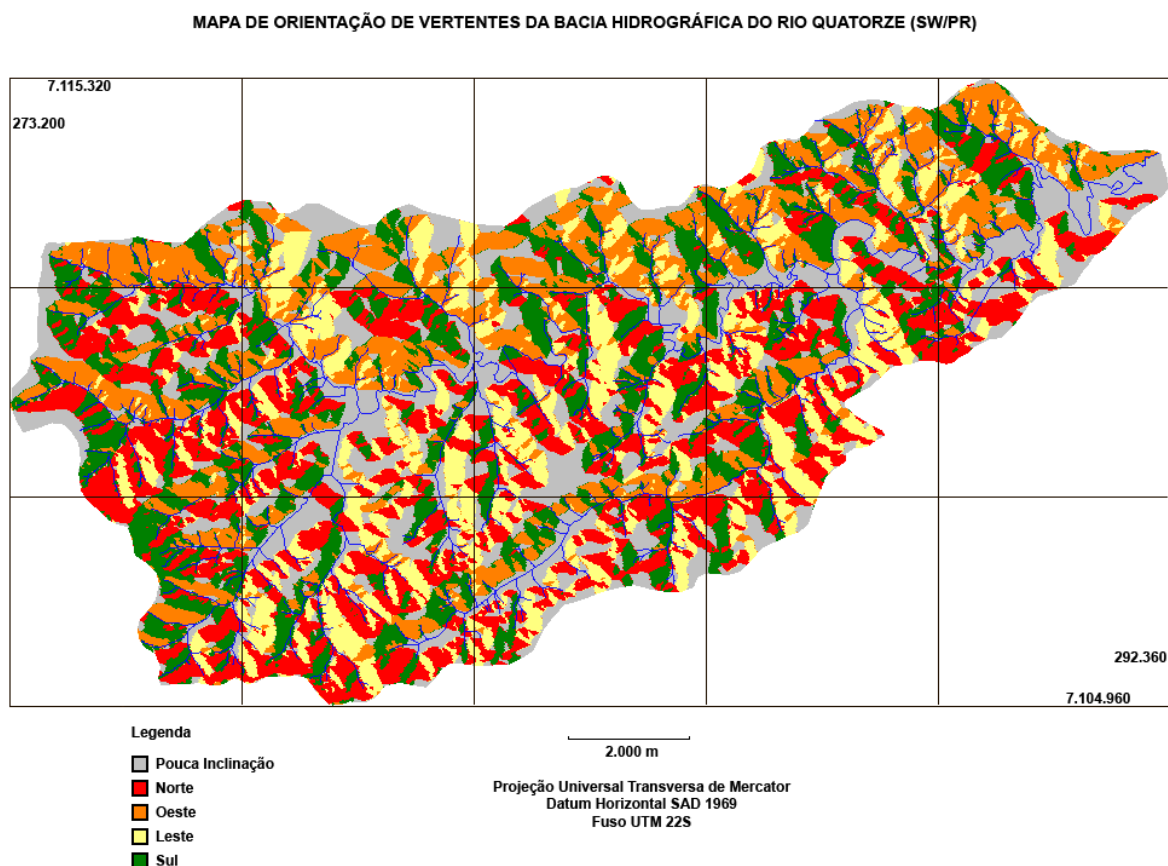 MAPA DE ORIENTAÇÃO DE VERTENTES DA BACIA HIDROGRÁFICA DO RIO QUATORZE (SW/PR)
7.115.320
273.200
292.360
7.104.960
Legenda
Pouca Inclinação
Norte
Oeste
Leste
Sul
2.000 m
Projeção Universal Transversa de Mercator
Datum Horizontal SAD 1969
Fuso UTM 22S